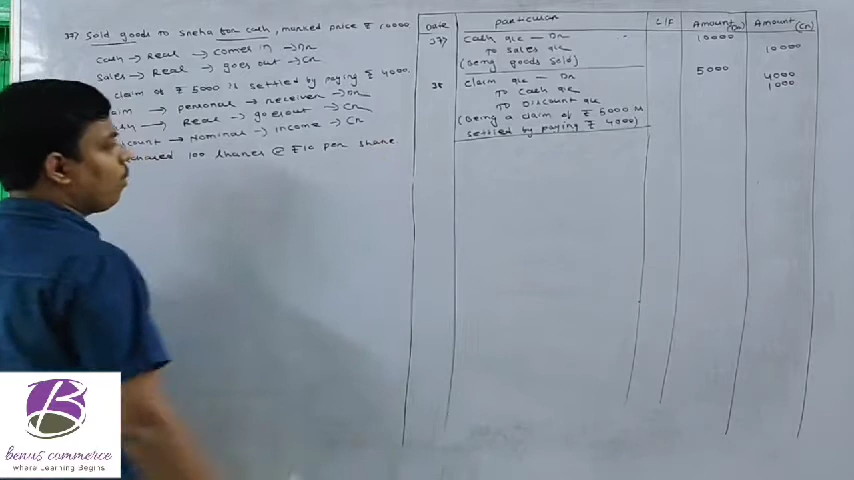 37) Sold goods to Sneha for cash, marked price ₹ 10000
Cash → Real → comes in → Dr
Sales → Real → goes out → Cr
claim of ₹ 5000 is settled by paying ₹ 4000.
→ personal → receiver → Dr
→ Real → goes out → Cr
→ Nominal → income → Cr
100 shares @ ₹10 per share.
Date particular L/F Amount (Dr) Amount (Cr)
37) Cash a/c — Dr 10000
To Sales a/c 10000
(Being goods sold)
38 claim a/c — Dr 5000
To Cash a/c 4000
To Discount a/c 1000
(Being a claim of ₹ 5000 is
settled by paying ₹ 4000)
B
benus commerce
Where Learning Begins